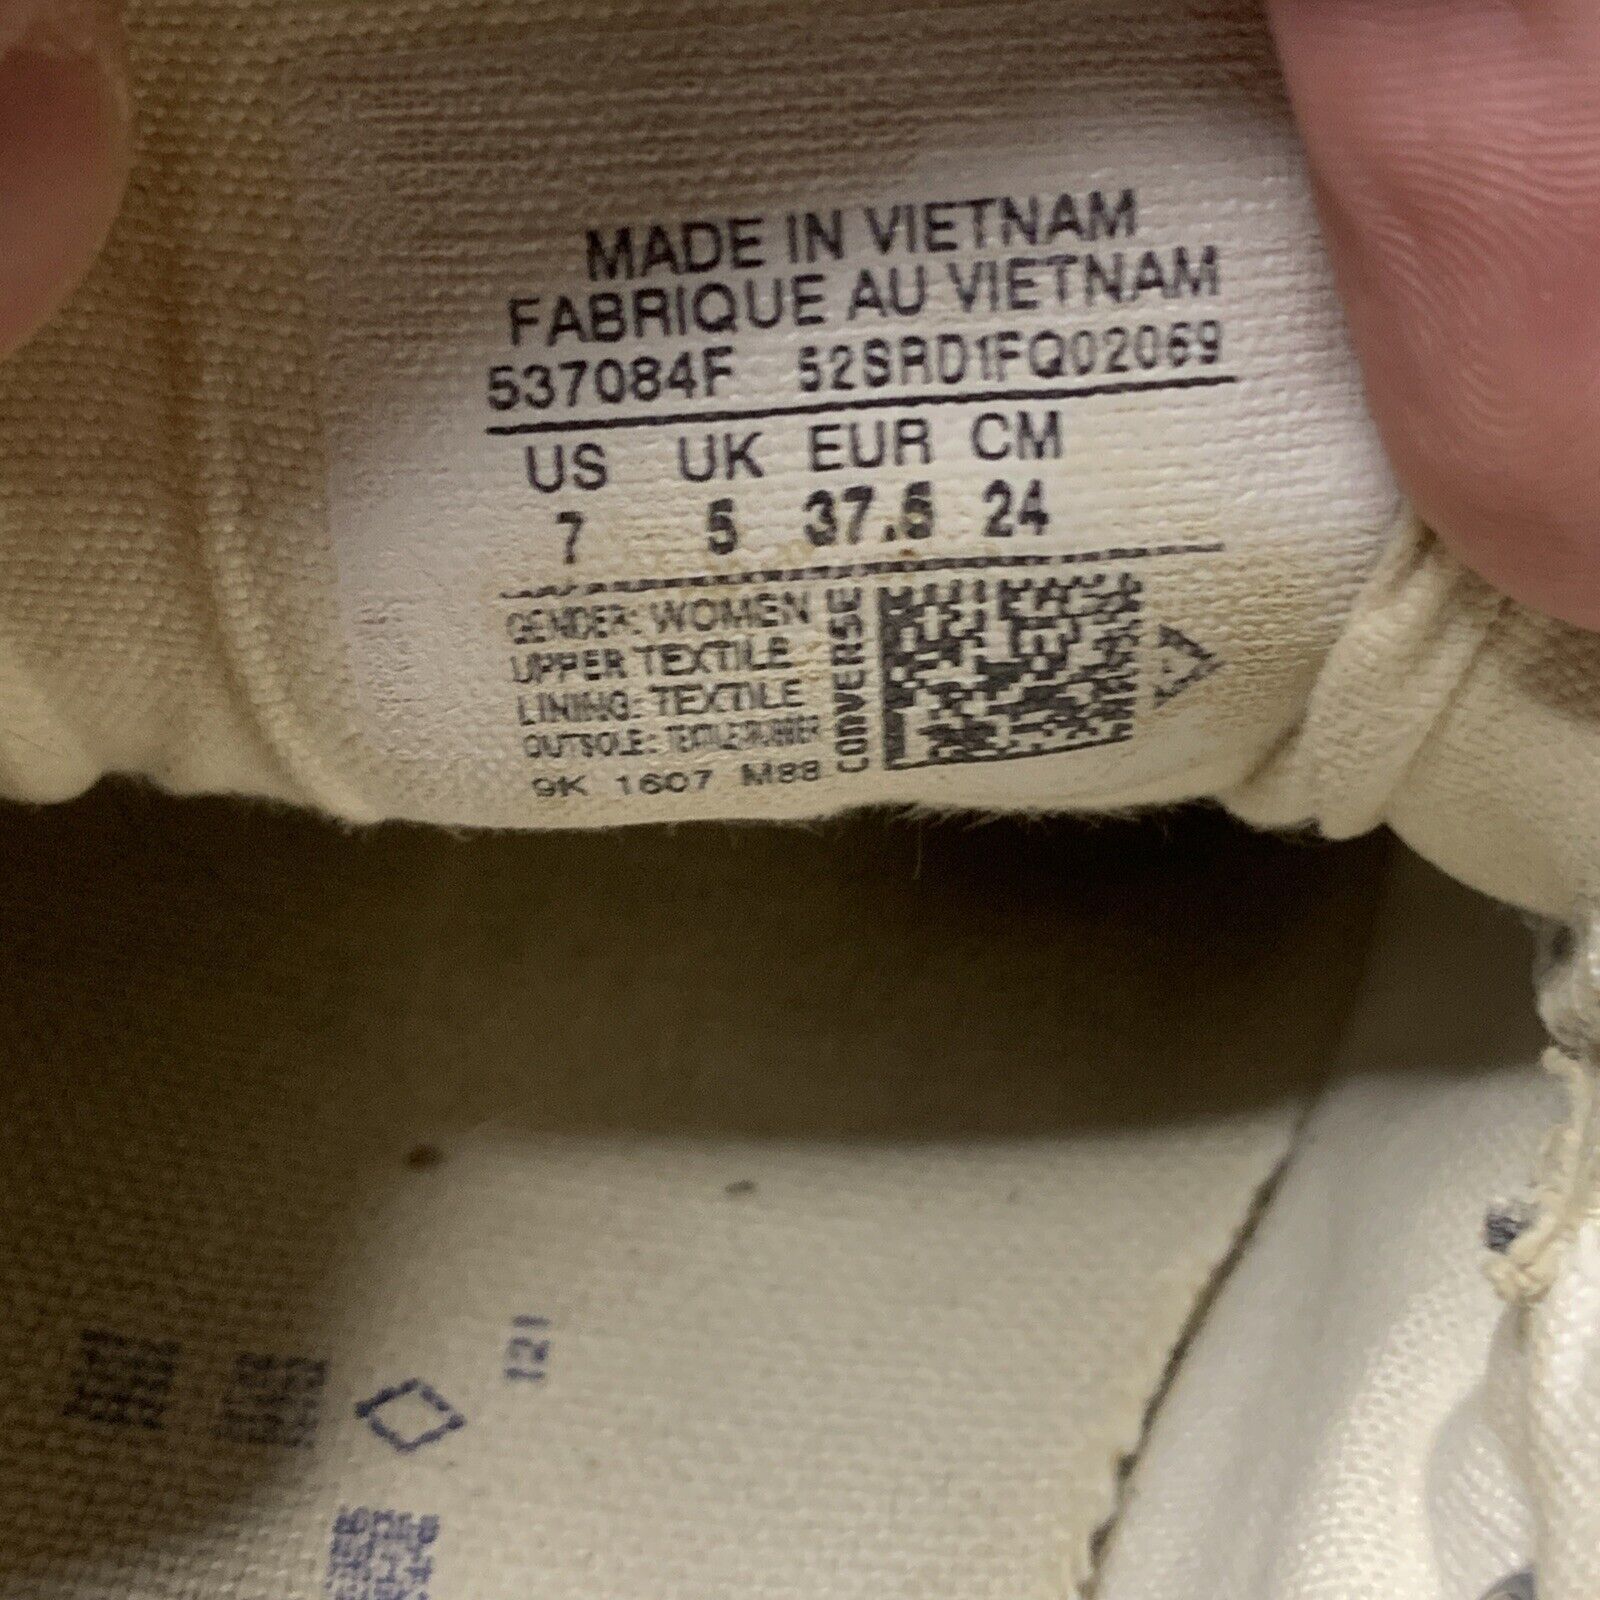 MADE IN VIETNAM
FABRIQUE AU VIETNAM
537084F 52SRD1FQ02069
US UK EUR CM
7 5 37.5 24
GENDER: WOMEN
UPPER TEXTILE
LINING: TEXTILE
OUTSOLE: TEXTILE/RUBBER
9K 1607 M88
CONVERSE
121